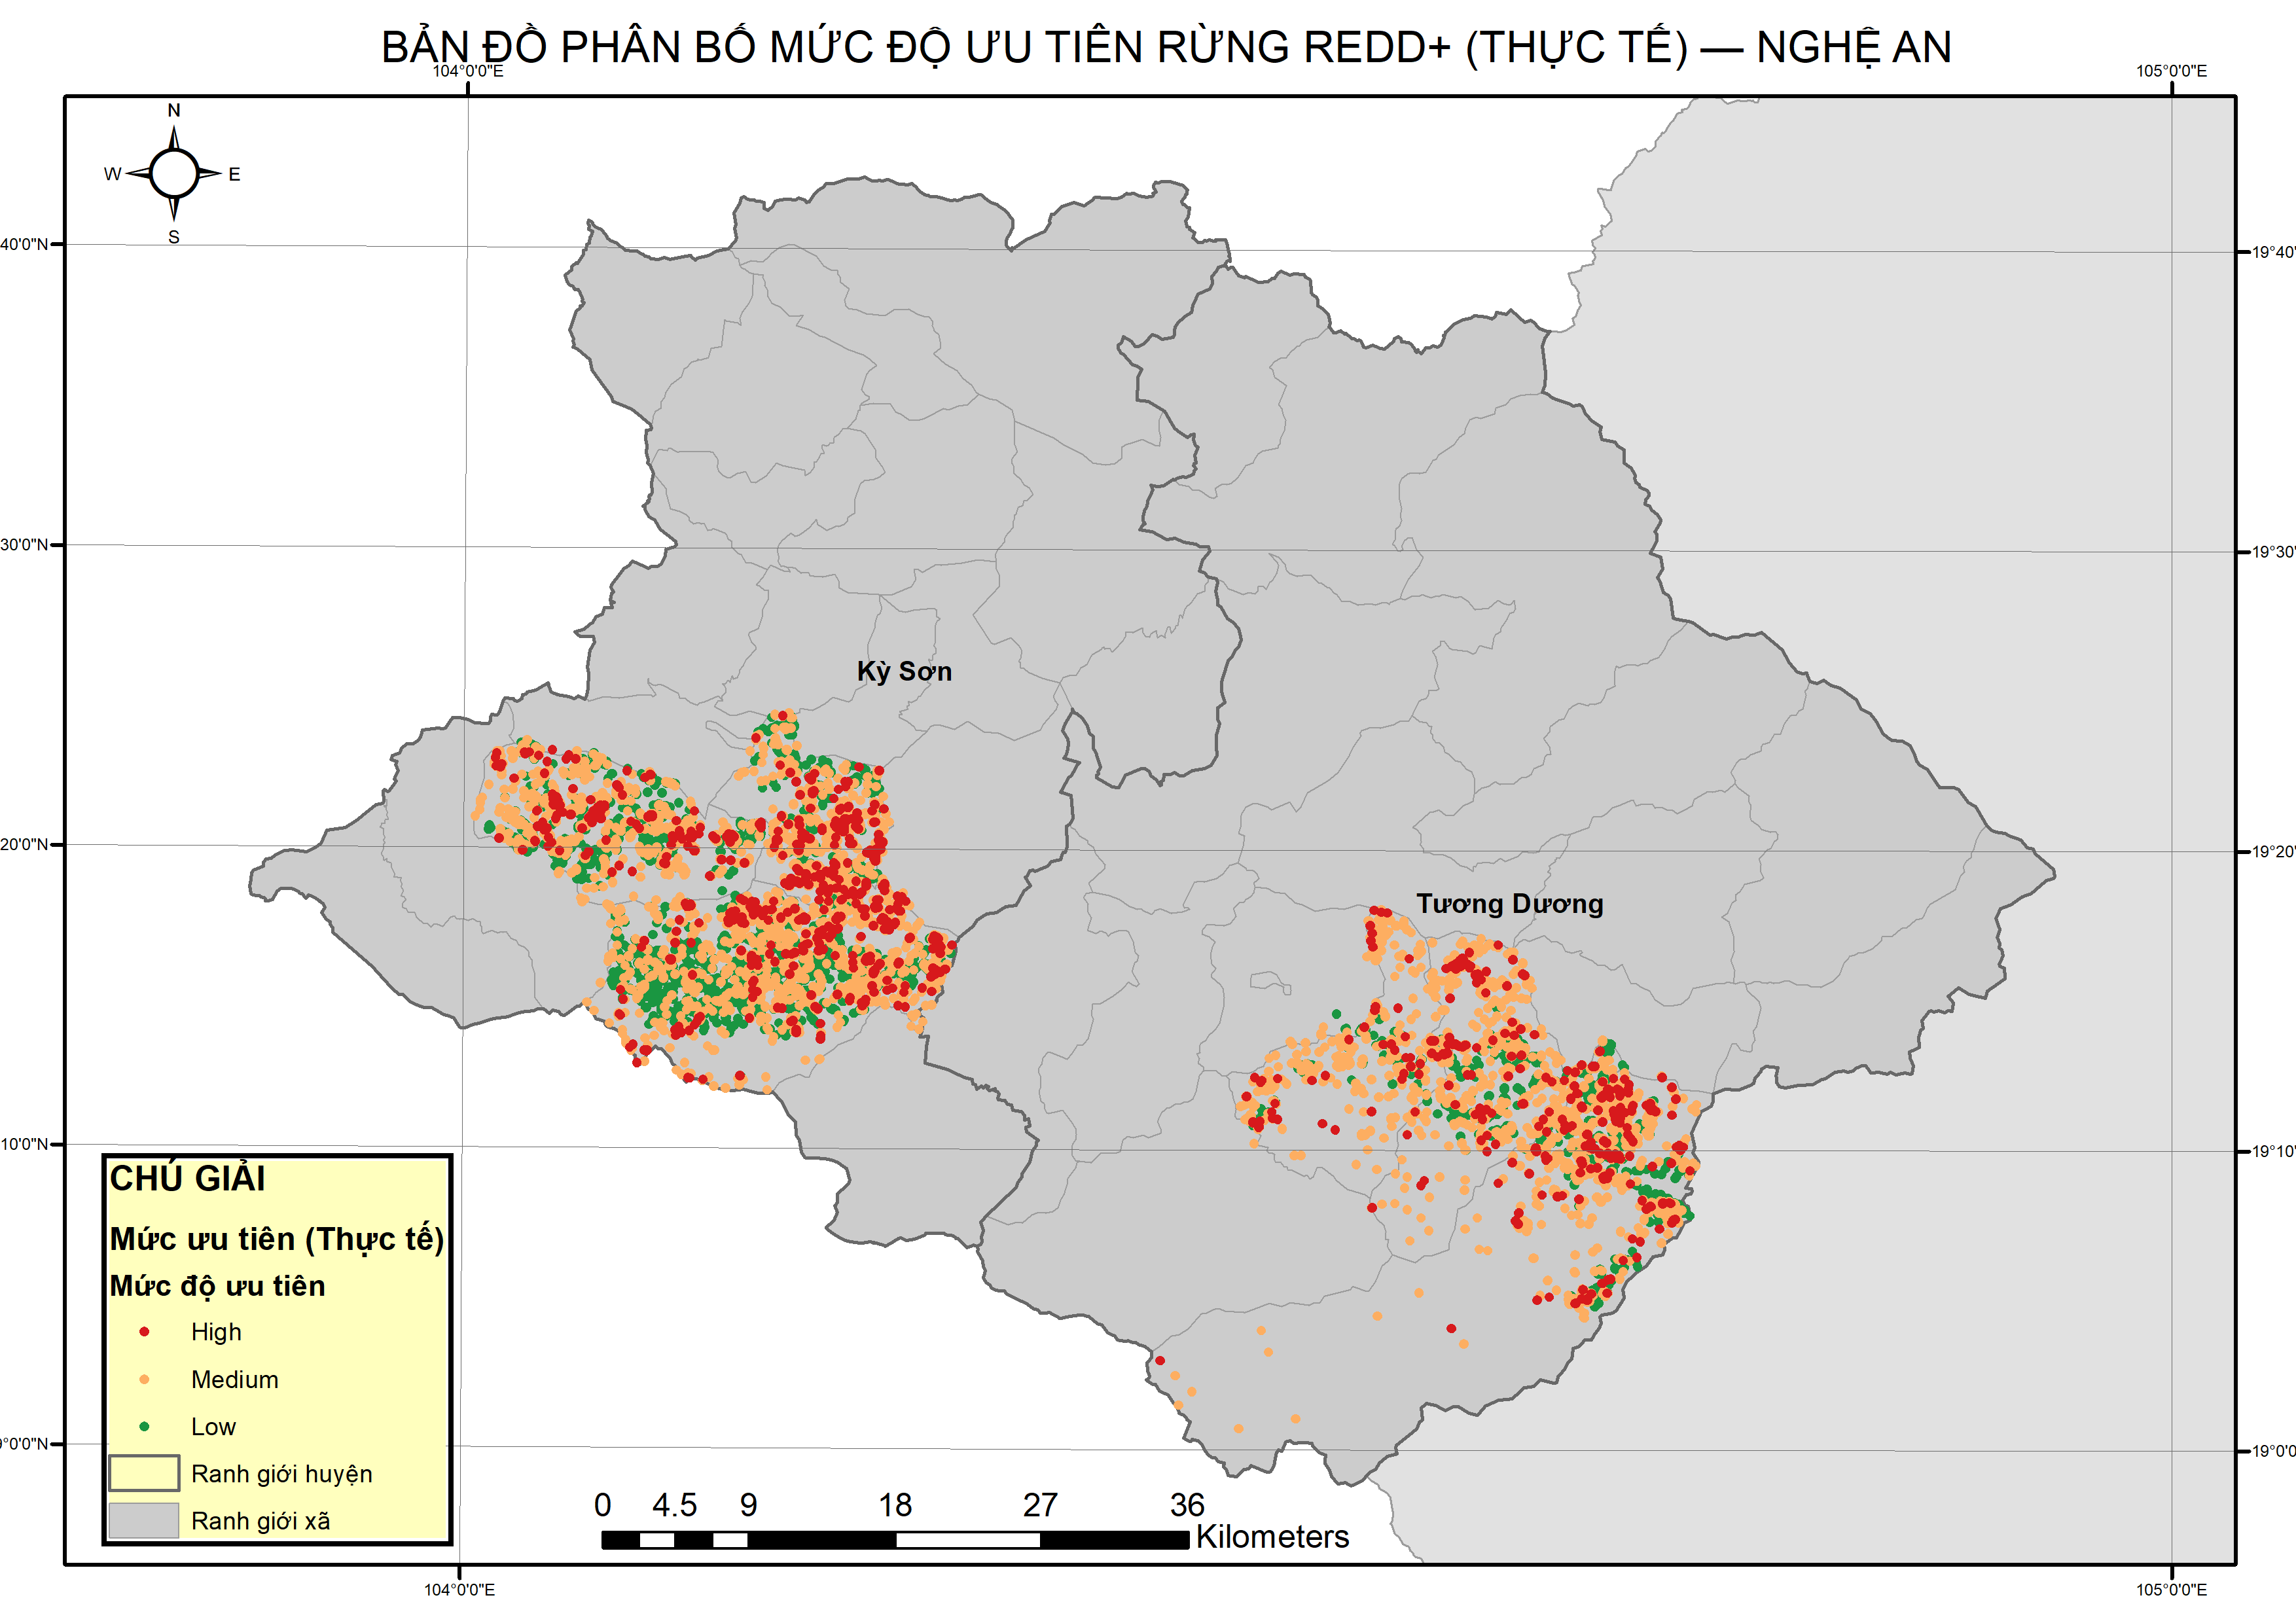 BẢN ĐỒ PHÂN BỐ MỨC ĐỘ ƯU TIÊN RỪNG REDD+ (THỰC TẾ) — NGHỆ AN
104°0'0"E
105°0'0"E
N
W
E
S
40'0"N
19°40'
30'0"N
19°30'
Kỳ Sơn
20'0"N
19°20'
Tương Dương
10'0"N
19°10'
CHÚ GIẢI
Mức ưu tiên (Thực tế)
Mức độ ưu tiên
High
Medium
Low
Ranh giới huyện
Ranh giới xã
9°0'0"N
19°0'0
0 4.5 9 18 27 36
Kilometers
104°0'0"E
105°0'0"E